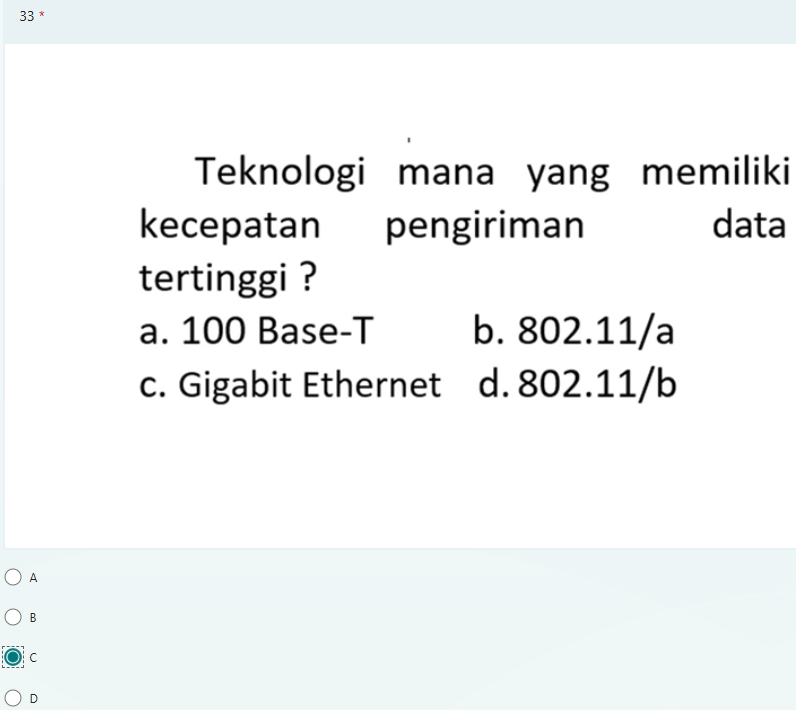 33 *
Teknologi mana yang memiliki
kecepatan pengiriman data
tertinggi ?
a. 100 Base-T b. 802.11/a
c. Gigabit Ethernet d. 802.11/b
A
B
C
D